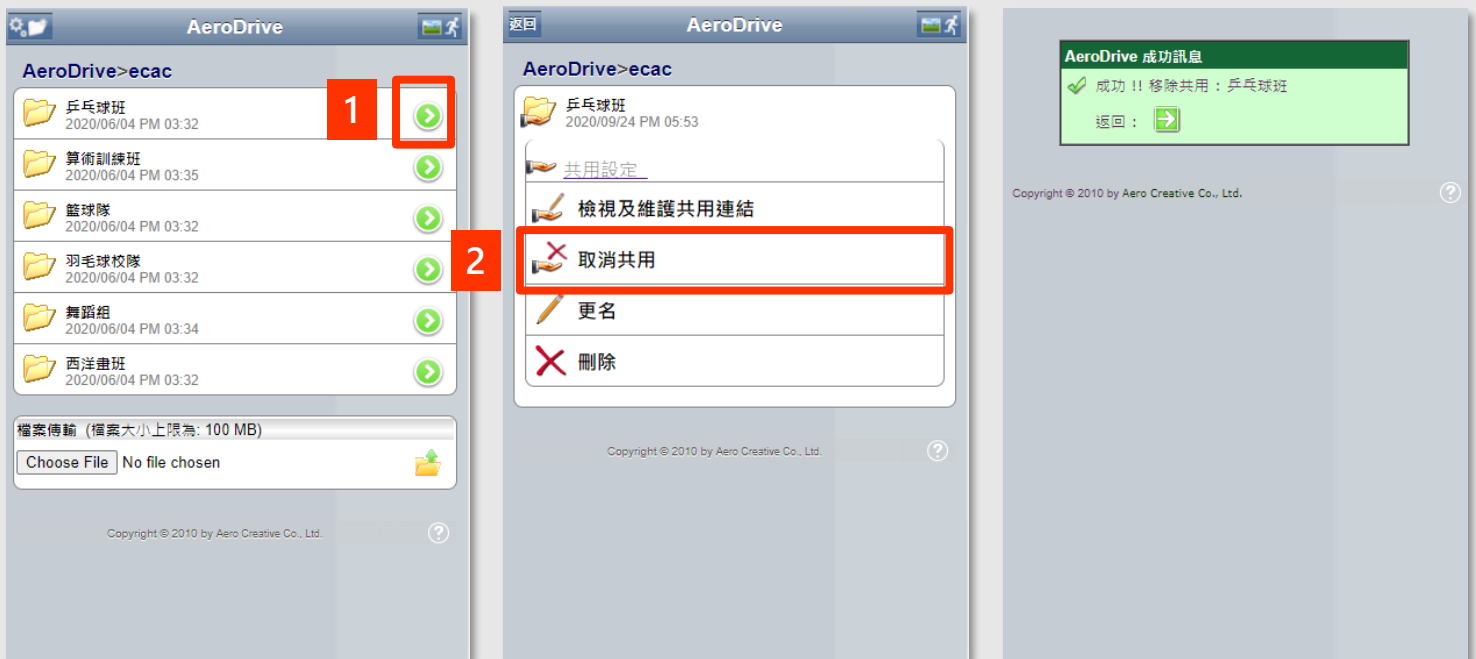 AeroDrive
AeroDrive>ecac
乒乓球班
2020/06/04 PM 03:32
1
算術訓練班
2020/06/04 PM 03:35
籃球隊
2020/06/04 PM 03:32
羽毛球校隊
2020/06/04 PM 03:32
舞蹈組
2020/06/04 PM 03:34
西洋畫班
2020/06/04 PM 03:32
檔案傳輸 (檔案大小上限為: 100 MB)
Choose File No file chosen
Copyright © 2010 by Aero Creative Co., Ltd.
?
返回 AeroDrive
AeroDrive>ecac
乒乓球班
2020/09/24 PM 05:53
共用設定
檢視及維護共用連結
2
取消共用
更名
刪除
Copyright © 2010 by Aero Creative Co., Ltd.
?
AeroDrive 成功訊息
成功 !! 移除共用 : 乒乓球班
返回 :
Copyright © 2010 by Aero Creative Co., Ltd.
?